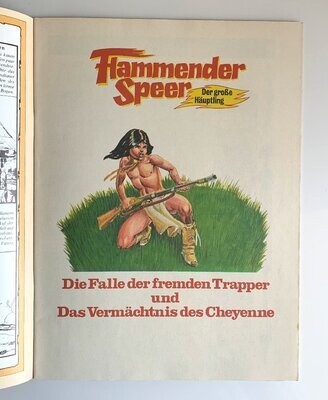 Flammender
Speer
Der große
Häuptling
Die Falle der fremden Trapper
und
Das Vermächtnis des Cheyenne